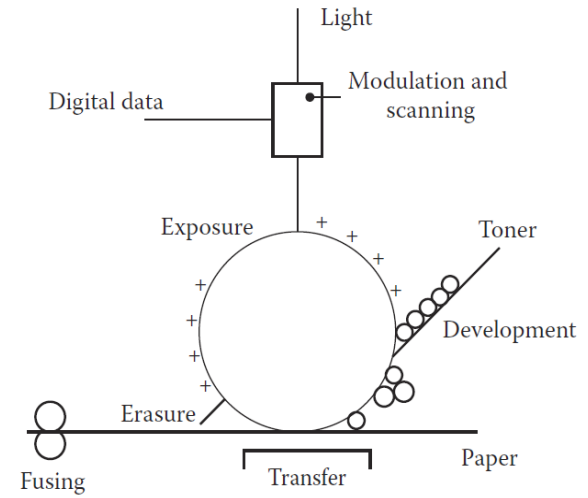 Light
Modulation and
scanning
Digital data
Exposure
+
+
+
+
Toner
+
+
+
+
Development
Erasure
Paper
Transfer
Fusing